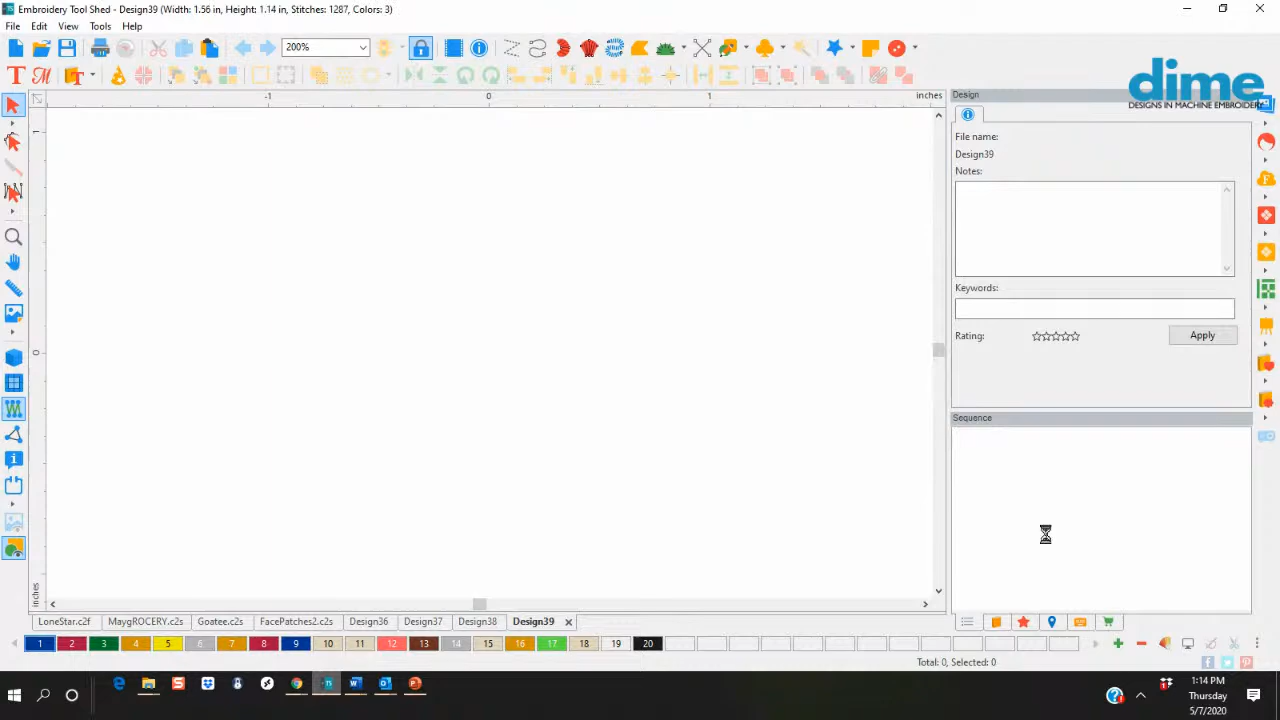 Embroidery Tool Shed - Design39 (Width: 1.56 in, Height: 1.14 in, Stitches: 1287, Colors: 3)
File Edit View Tools Help
200%
-1 0 1 inches
Design
dime
DESIGNS IN MACHINE EMBROIDERY
File name:
Design39
Notes:
Keywords:
Rating:
Apply
Sequence
1
0
inches
LoneStar.c2f MaygROCERY.c2s Goatee.c2s FacePatches2.c2s Design36 Design37 Design38 Design39
1 2 3 4 5 6 7 8 9 10 11 12 13 14 15 16 17 18 19 20
Total: 0, Selected: 0
1:14 PM
Thursday
5/7/2020